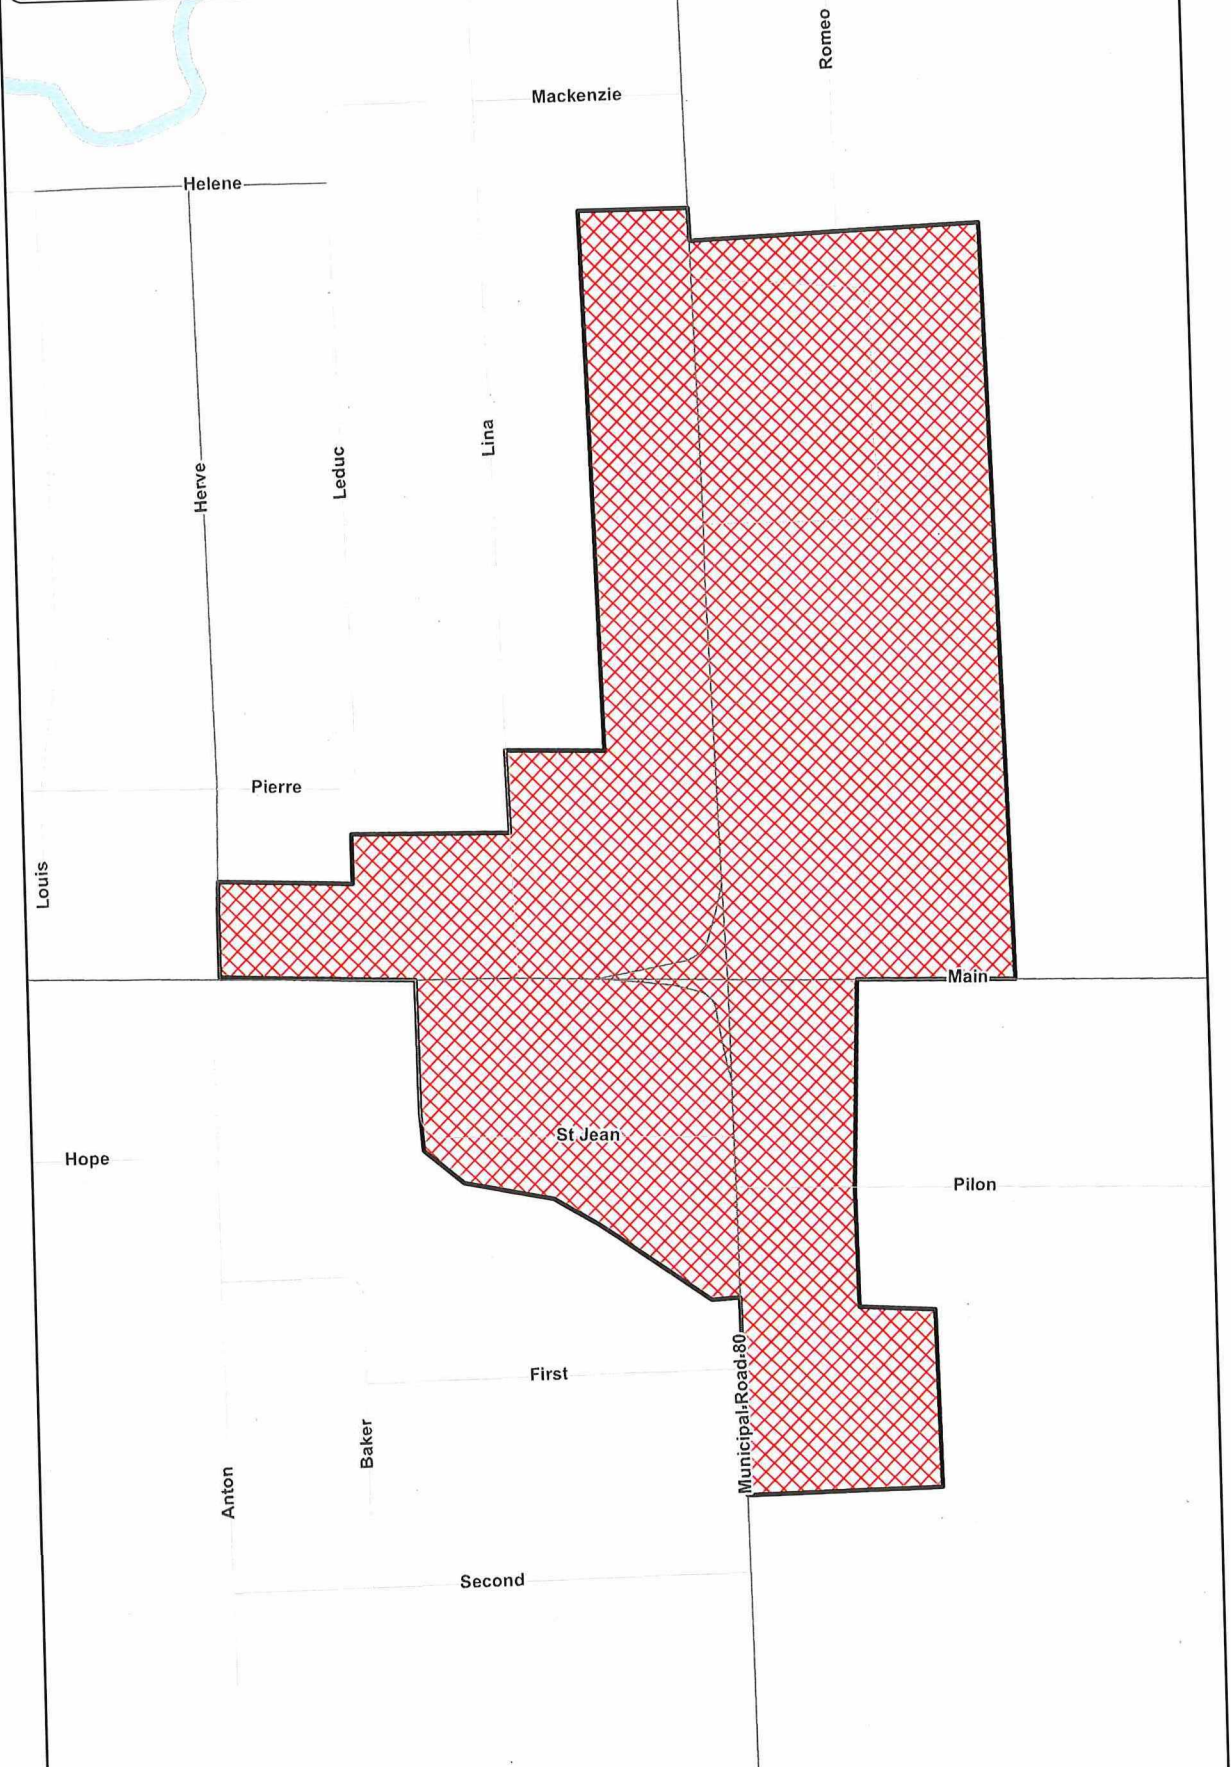 Romeo
Mackenzie
Helene
Lina
Leduc
Herve
Pierre
Louis
Main
St Jean
Hope
Pilon
Municipal Road 80
First
Baker
Anton
Second